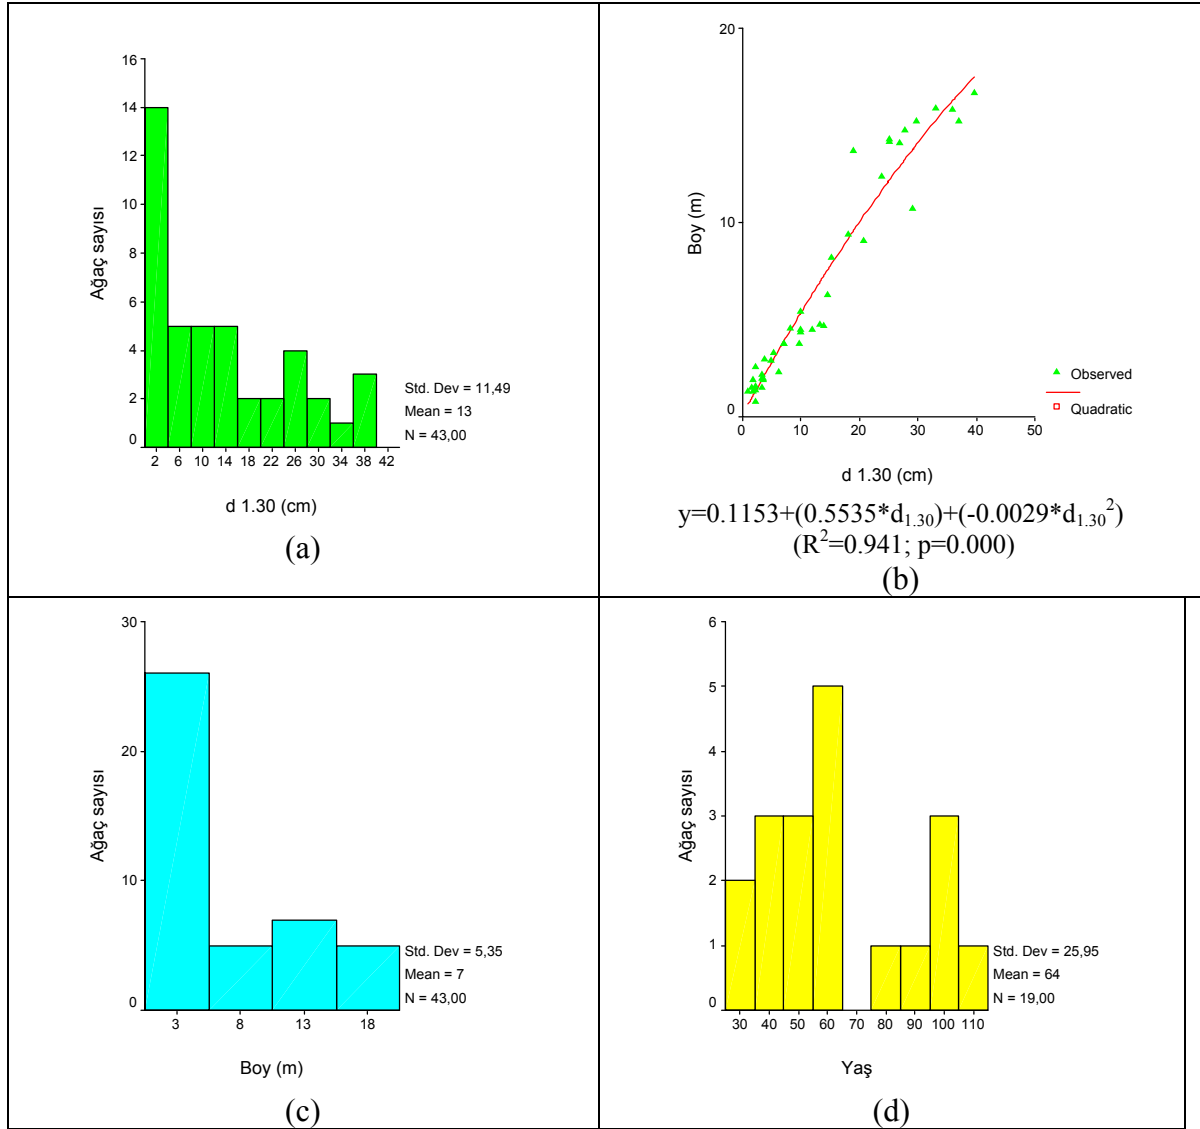 16
14
12
10
8
6
4
2
0
Ağaç sayısı
2 6 10 14 18 22 26 30 34 38 42
d 1.30 (cm)
Std. Dev = 11,49
Mean = 13
N = 43,00
(a)
20
10
0
Boy (m)
0 10 20 30 40 50
d 1.30 (cm)
Observed
Quadratic
y=0.1153+(0.5535*d₁.₃₀)+(-0.0029*d₁.₃₀²)
(R²=0.941; p=0.000)
(b)
30
20
10
0
Ağaç sayısı
3 8 13 18
Boy (m)
Std. Dev = 5,35
Mean = 7
N = 43,00
(c)
6
5
4
3
2
1
0
Ağaç sayısı
30 40 50 60 70 80 90 100 110
Yaş
Std. Dev = 25,95
Mean = 64
N = 19,00
(d)